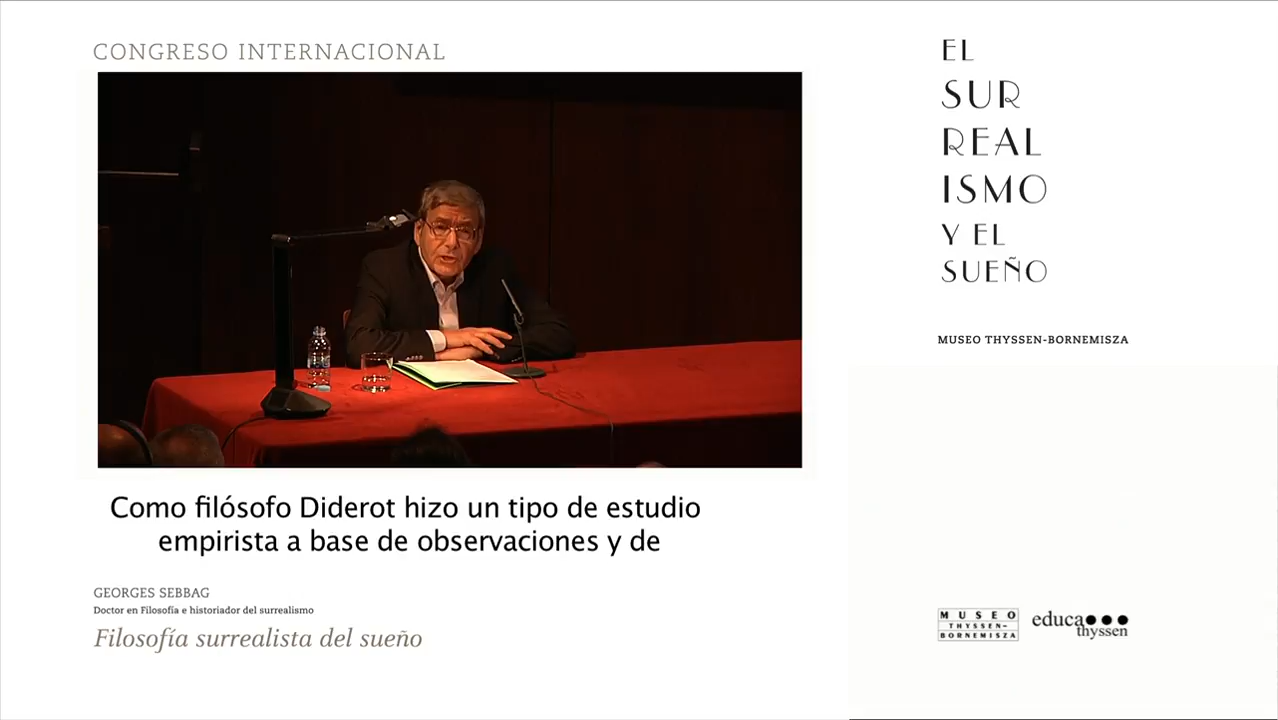 CONGRESO INTERNACIONAL
EL
SUR
REAL
ISMO
Y EL
SUEÑO
MUSEO THYSSEN-BORNEMISZA
Como filósofo Diderot hizo un tipo de estudio
empirista a base de observaciones y de
GEORGES SEBBAG
Doctor en Filosofía e historiador del surrealismo
Filosofía surrealista del sueño
MUSEO
THYSSEN-
BORNEMISZA
educa
thyssen